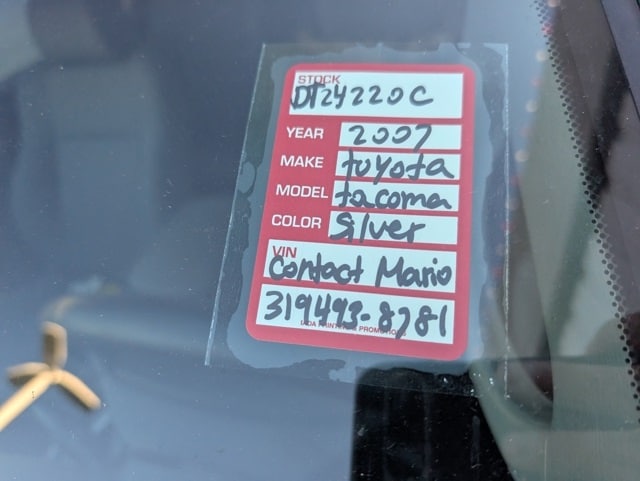 STOCK
DT24220C
YEAR 2007
MAKE toyota
MODEL tacoma
COLOR Silver
VIN
Contact Mario
319493-8781